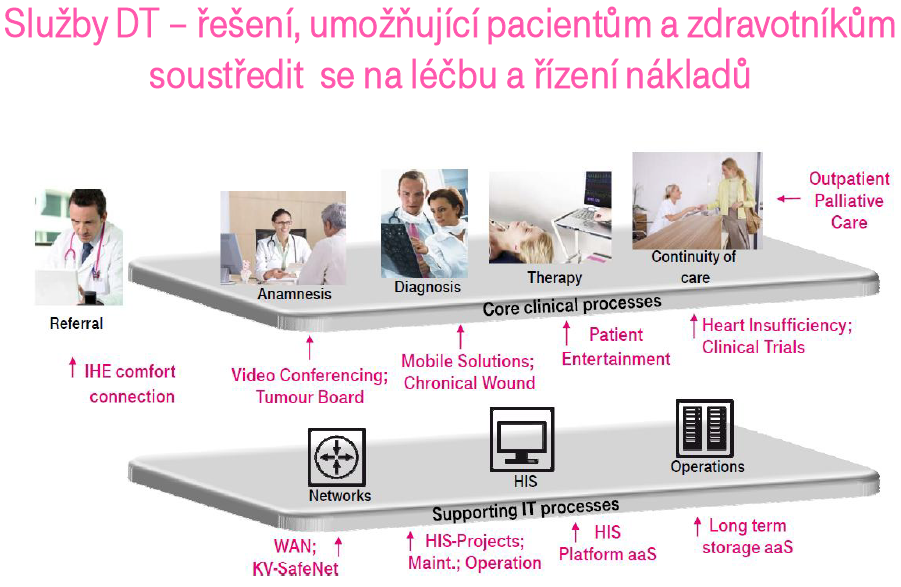 Služby DT – řešení, umožňující pacientům a zdravotníkům
soustředit se na léčbu a řízení nákladů
Outpatient
Palliative
Care
Referral
Anamnesis
Diagnosis
Therapy
Continuity of
care
Core clinical processes
IHE comfort
connection
Video Conferencing;
Tumour Board
Mobile Solutions;
Chronical Wound
Patient
Entertainment
Heart Insufficiency;
Clinical Trials
Networks
HIS
Operations
Supporting IT processes
WAN;
KV-SafeNet
HIS-Projects;
Maint.; Operation
HIS
Platform aaS
Long term
storage aaS